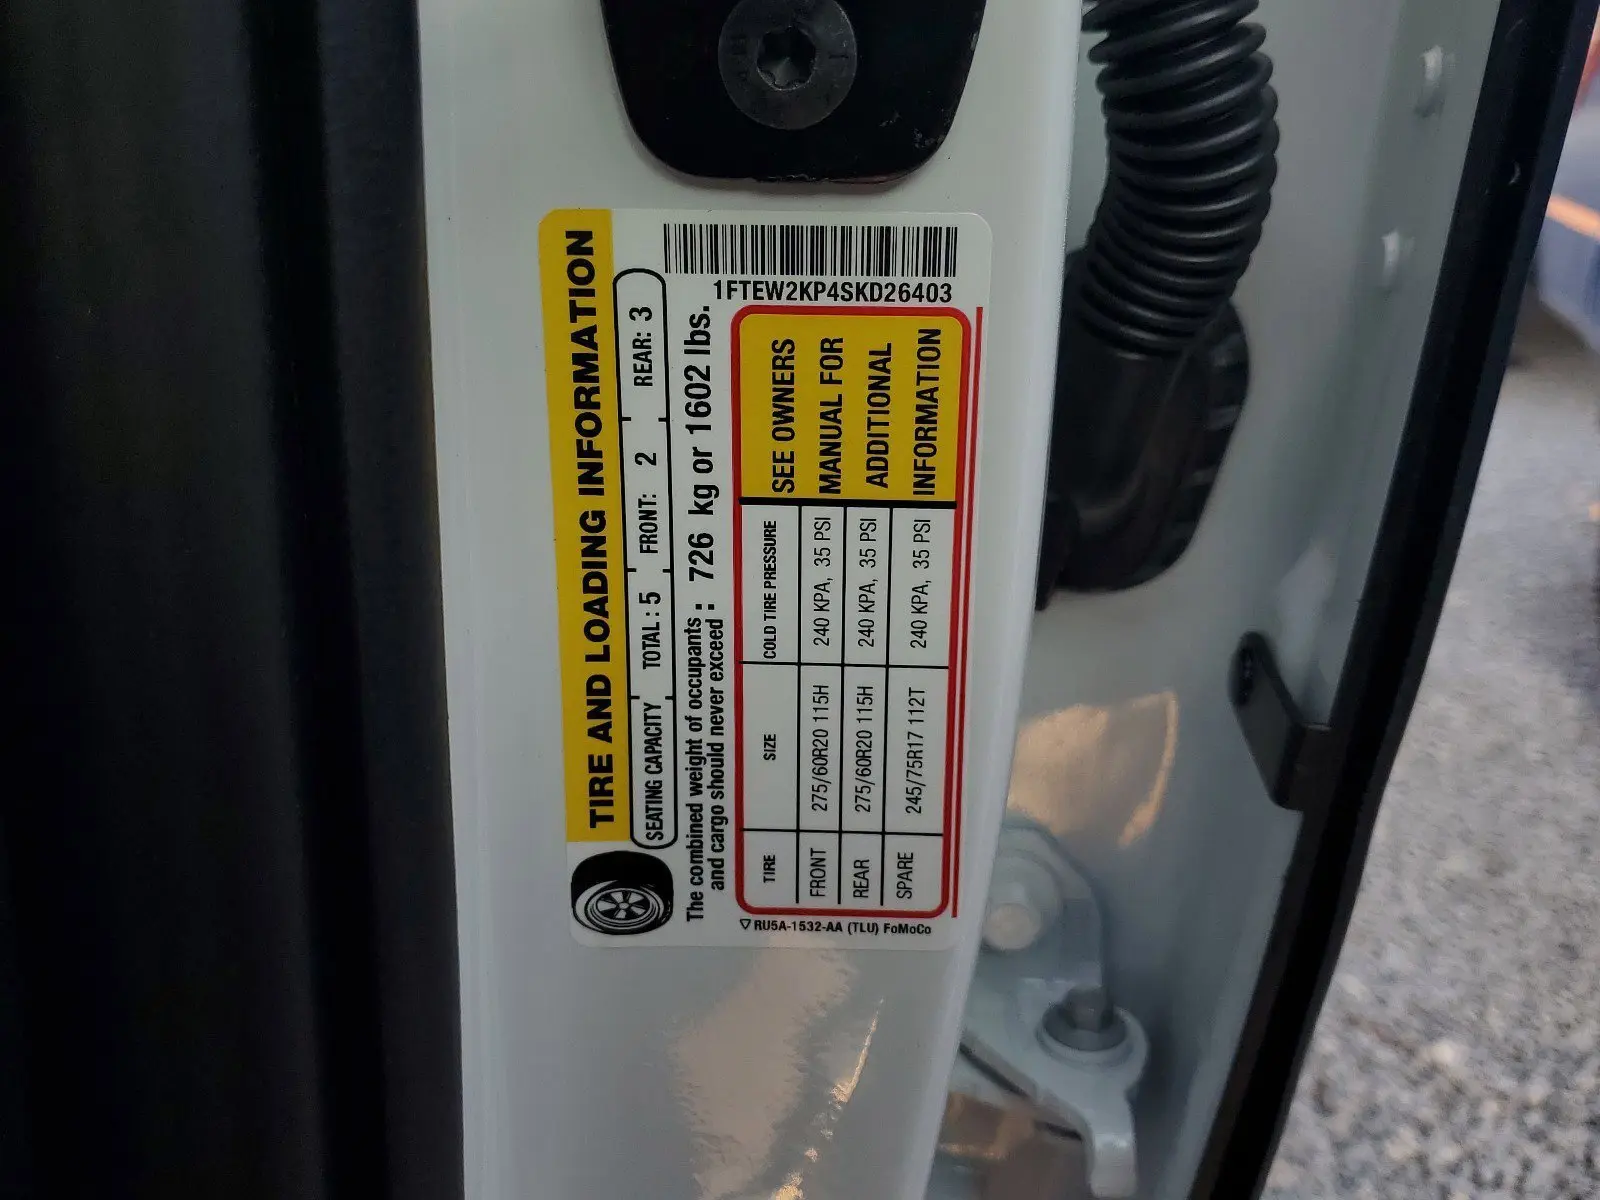 TIRE AND LOADING INFORMATION
SEATING CAPACITY TOTAL : 5 FRONT: 2 REAR: 3
The combined weight of occupants
and cargo should never exceed : 726 kg or 1602 lbs.
1FTEW2KP4SKD26403
TIRE SIZE COLD TIRE PRESSURE
FRONT 275/60R20 115H 240 KPA, 35 PSI
REAR 275/60R20 115H 240 KPA, 35 PSI
SPARE 245/75R17 112T 240 KPA, 35 PSI
SEE OWNERS
MANUAL FOR
ADDITIONAL
INFORMATION
RU5A-1532-AA (TLU) FoMoCo